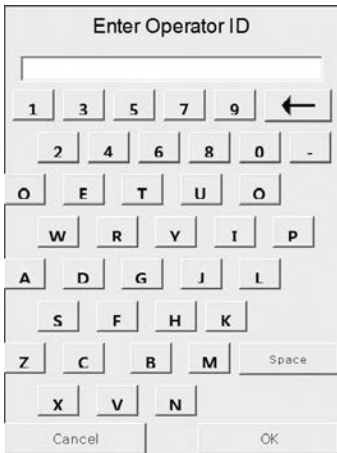 Enter Operator ID
1 3 5 7 9 ←
2 4 6 8 0 -
O E T U O
W R Y I P
A D G J L
S F H K
Z C B M Space
X V N
Cancel OK